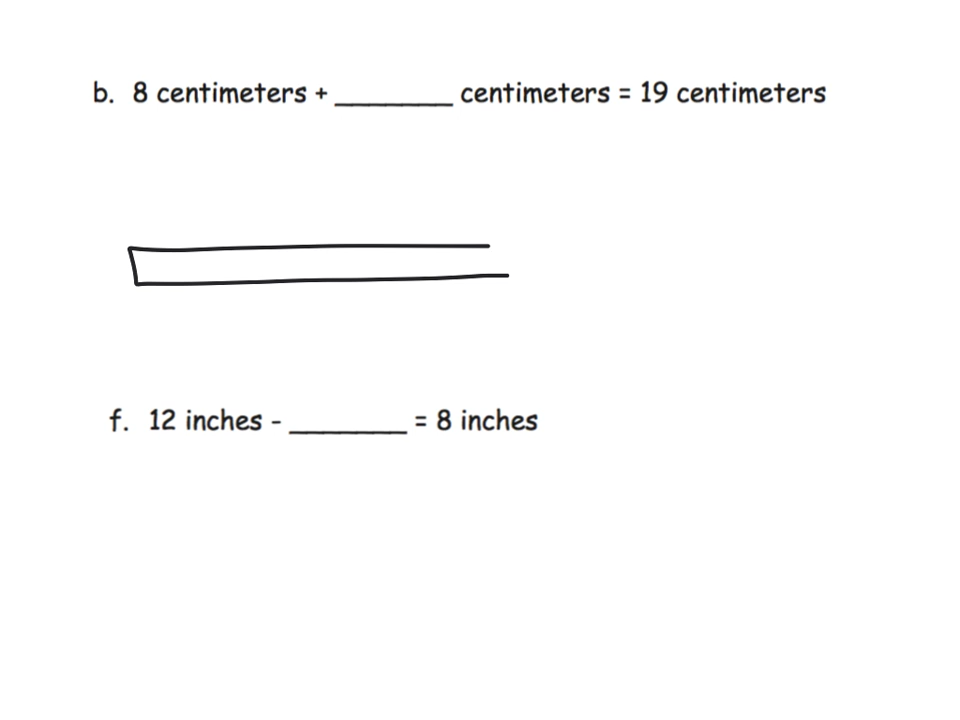 b. 8 centimeters + _______ centimeters = 19 centimeters
f. 12 inches - _______ = 8 inches